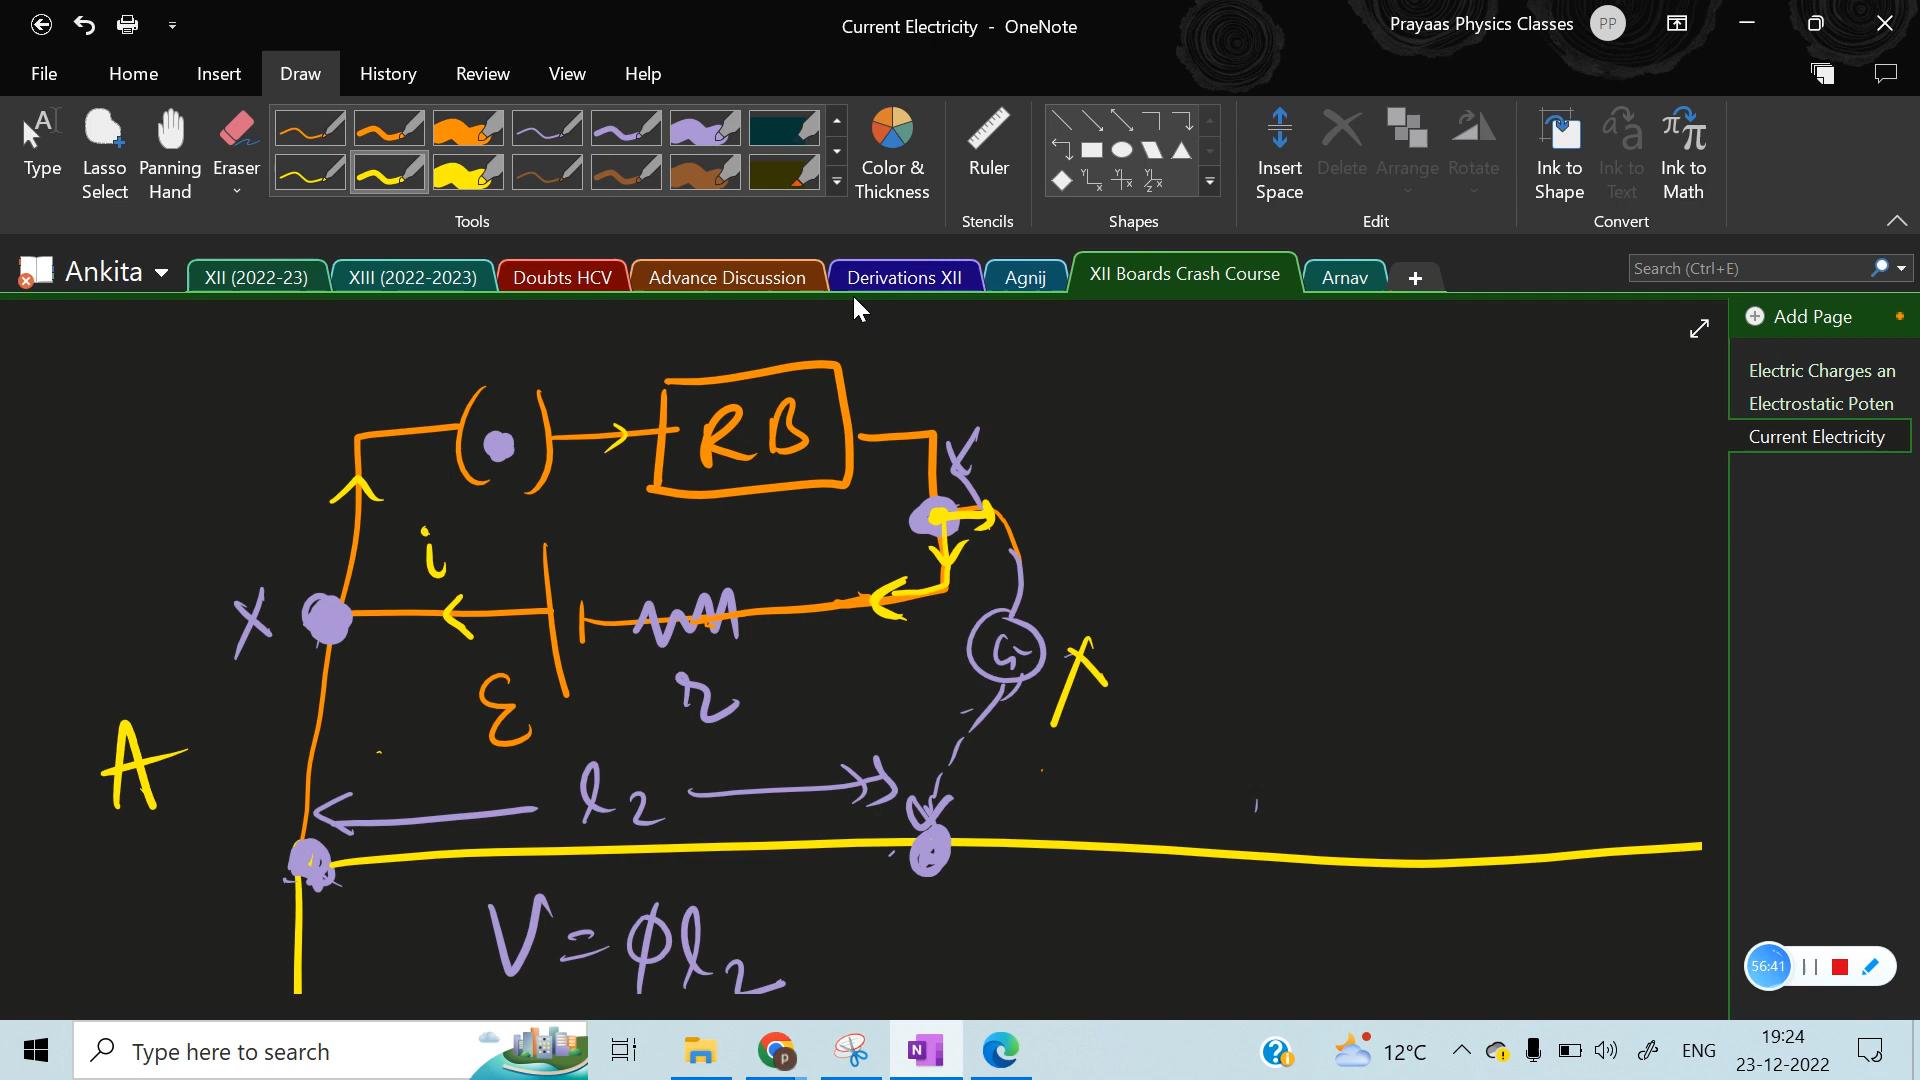 Current Electricity - OneNote
Prayaas Physics Classes PP
File Home Insert Draw History Review View Help
Type Lasso Select Panning Hand Eraser Color & Thickness Ruler Insert Space Delete Arrange Rotate Ink to Shape Ink to Text Ink to Math
Tools Stencils Shapes Edit Convert
Ankita XII (2022-23) XIII (2022-2023) Doubts HCV Advance Discussion Derivations XII Agnij XII Boards Crash Course Arnav + Search (Ctrl+E)
Add Page
Electric Charges an
Electrostatic Poten
Current Electricity
RB
K
i
X
G
ε r
A
l2
V = φl2
56:41
Type here to search
12°C ENG 19:24
23-12-2022